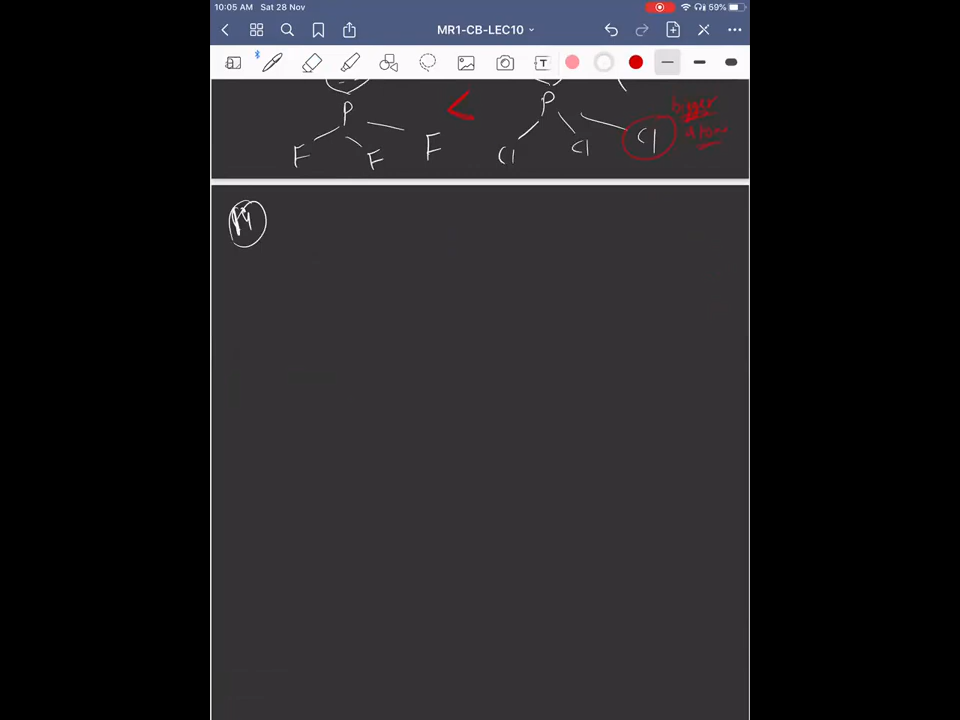 10:05 AM Sat 28 Nov 59%
MR1-CB-LEC10
T
P < P bigger
F F F Cl Cl Cl Atom